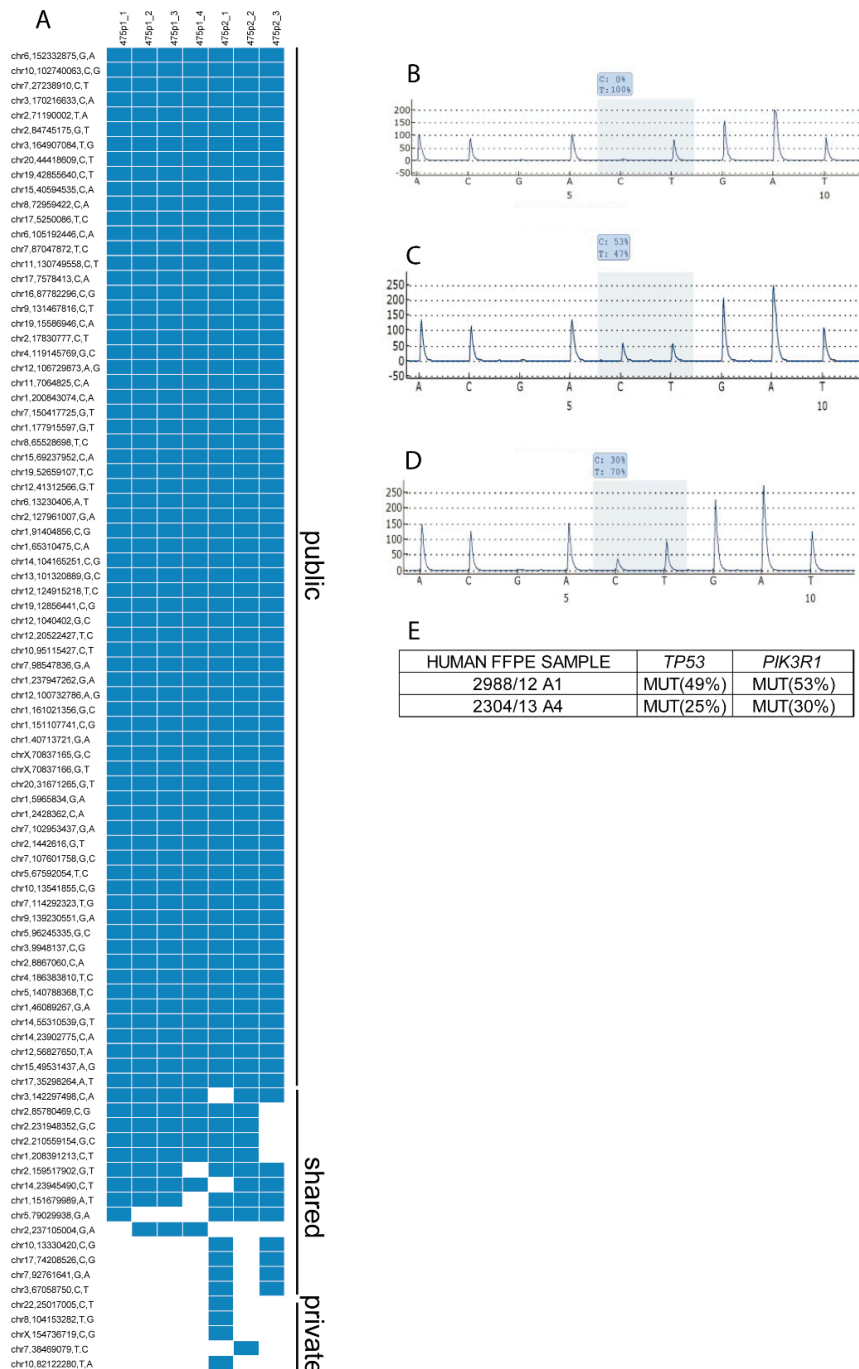 A
475p1_1
475p1_2
475p1_3
475p1_4
475p2_1
475p2_2
475p2_3
chr6,152332875,G,A
chr10,102740063,C,G
chr7,27238910,C,T
chr3,170216633,C,A
chr2,71190002,T,A
chr2,84745175,G,T
chr3,164907084,T,G
chr20,44418609,C,T
chr19,42855640,C,T
chr15,40594535,C,A
chr8,72959422,C,A
chr17,5250086,T,C
chr6,105192446,C,A
chr7,87047872,T,C
chr11,130749558,C,T
chr17,7578413,C,A
chr16,87782296,C,G
chr9,131467816,C,T
chr19,15586946,C,A
chr2,17830777,C,T
chr4,119145769,G,C
chr12,106729873,A,G
chr11,7064825,C,A
chr1,200843074,C,A
chr7,150417725,G,T
chr1,177915597,G,T
chr8,65528698,T,C
chr15,69237952,C,A
chr19,52659107,T,C
chr12,41312566,G,T
chr6,13230406,A,T
chr2,127961007,G,A
chr1,91404856,C,G
chr1,65310475,C,A
chr14,104165251,C,G
chr13,101320889,G,C
chr12,124915218,T,C
chr19,12856441,C,G
chr12,1040402,G,C
chr12,20522427,T,C
chr10,95115427,C,T
chr7,98547836,G,A
chr1,237947262,G,A
chr12,100732786,A,G
chr1,161021356,G,C
chr1,151107741,C,G
chr1,40713721,G,A
chrX,70837165,G,C
chrX,70837166,G,T
chr20,31671265,G,T
chr1,5965834,G,A
chr1,2428362,C,A
chr7,102953437,G,A
chr2,1442616,G,T
chr7,107601758,G,C
chr5,67592054,T,C
chr10,13541855,C,G
chr7,114292323,T,G
chr9,139230551,G,A
chr5,96245335,G,C
chr3,9948137,C,G
chr2,8867060,C,A
chr4,186383810,T,C
chr5,140788368,T,C
chr1,46089267,G,A
chr14,55310539,G,T
chr14,23902775,C,A
chr12,56827650,T,A
chr15,49531437,A,G
chr17,35298264,A,T
chr3,142297498,C,A
chr2,85780469,C,G
chr2,231948352,G,C
chr2,210559154,G,C
chr1,208391213,C,T
chr2,159517902,G,T
chr14,23945490,C,T
chr1,151679989,A,T
chr5,79029938,G,A
chr2,237105004,G,A
chr10,13330420,C,G
chr17,74208526,C,G
chr7,92761641,G,A
chr3,67058750,C,T
chr22,25017005,C,T
chr8,104153282,T,G
chrX,154736719,C,G
chr7,38469079,T,C
chr10,82122280,T,A
public
shared
private
B
C: 0%
T:100%
200
150
100
50
0
-50
A C G A C T G A T
5 10
C
C: 53%
T: 47%
250
200
150
100
50
0
-50
A C G A C T G A T
5 10
D
C: 30%
T: 70%
250
200
150
100
50
0
A C G A C T G A T
5 10
E
HUMAN FFPE SAMPLE TP53 PIK3R1
2988/12 A1 MUT(49%) MUT(53%)
2304/13 A4 MUT(25%) MUT(30%)